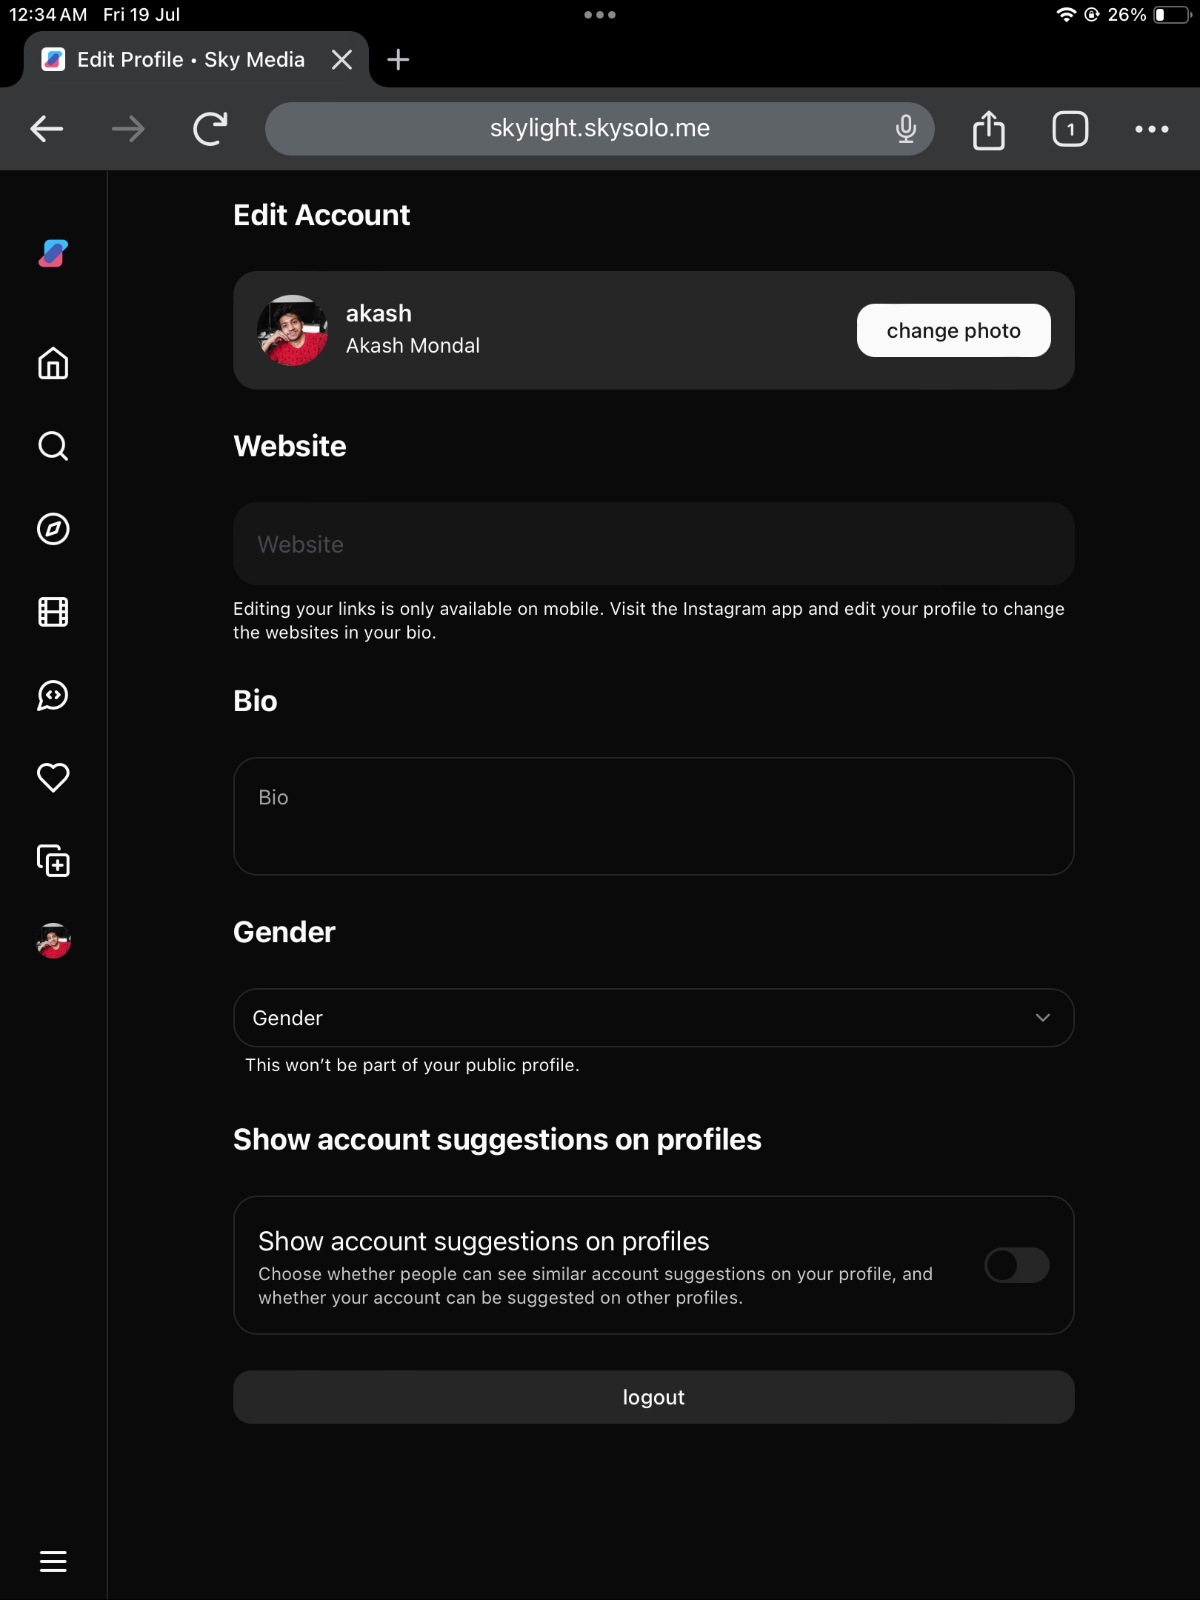 12:34 AM Fri 19 Jul
26%
Edit Profile • Sky Media
skylight.skysolo.me
1
Edit Account
akash
Akash Mondal
change photo
Website
Website
Editing your links is only available on mobile. Visit the Instagram app and edit your profile to change
the websites in your bio.
Bio
Bio
Gender
Gender
This won’t be part of your public profile.
Show account suggestions on profiles
Show account suggestions on profiles
Choose whether people can see similar account suggestions on your profile, and
whether your account can be suggested on other profiles.
logout